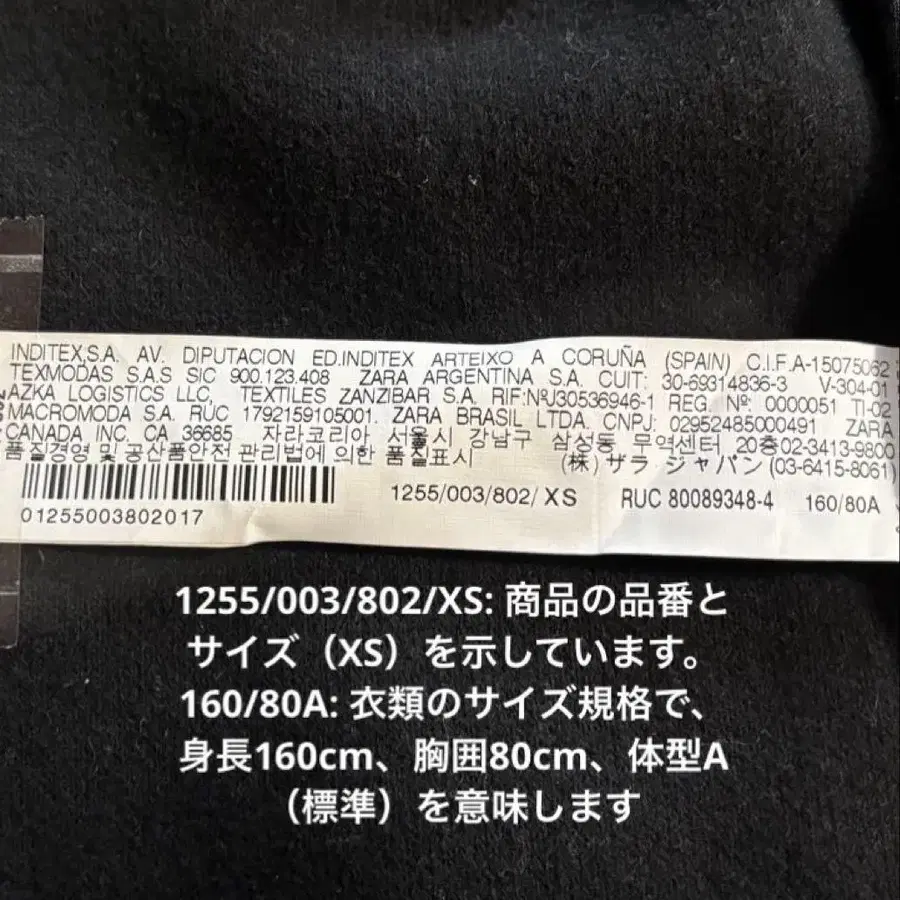 INDITEX,S.A. AV. DIPUTACION ED.INDITEX ARTEIXO A CORUÑA (SPAIN) C.I.F.A-15075062
TEXMODAS S.A.S SIC 900.123.408 ZARA ARGENTINA S.A. CUIT: 30-69314836-3 V-304-01
AZKA LOGISTICS LLC, TEXTILES ZANZIBAR S.A. RIF:NºJ30536946-1 REG. Nº: 0000051 TI-02
MACROMODA S.A. RUC 1792159105001. ZARA BRASIL LTDA. CNPJ: 02952485000491 ZARA
CANADA INC. CA 36685 자라코리아 서울시 강남구 삼성동 무역센터 20층02-3413-9800
품질경영 및공산품안전 관리법에 의한 품질표시 (株)ザラ ジャパン(03-6415-8061)
1255/003/802/ XS RUC 80089348-4 160/80A
01255003802017
1255/003/802/XS: 商品の品番と
サイズ（XS）を示しています。
160/80A: 衣類のサイズ規格で、
身長160cm、胸囲80cm、体型A
（標準）を意味します